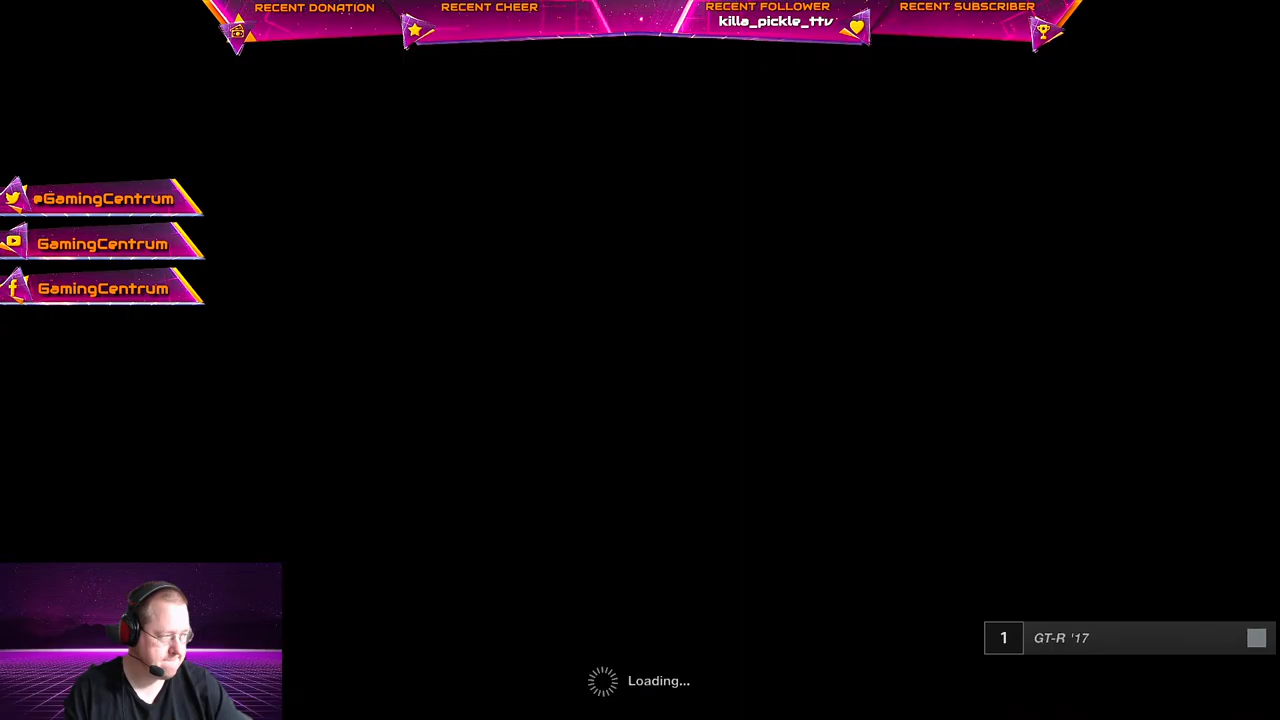 RECENT DONATION
RECENT CHEER
RECENT FOLLOWER
killa_pickle_ttv
RECENT SUBSCRIBER
@GamingCentrum
GamingCentrum
GamingCentrum
1 GT-R '17
Loading...